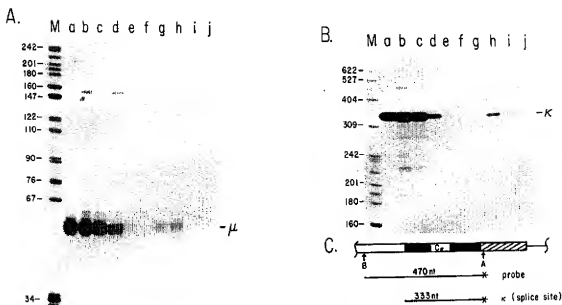 A.
M a b c d e f g h i j
242-
201-
180-
160-
147-
122-
110-
90-
76-
67-
34-
-μ
B.
M a b c d e f g h i j
622-
527-
404-
309-
242-
201-
180-
160-
-κ
C.
Cκ
B A
470nt probe
333nt κ (splice site)